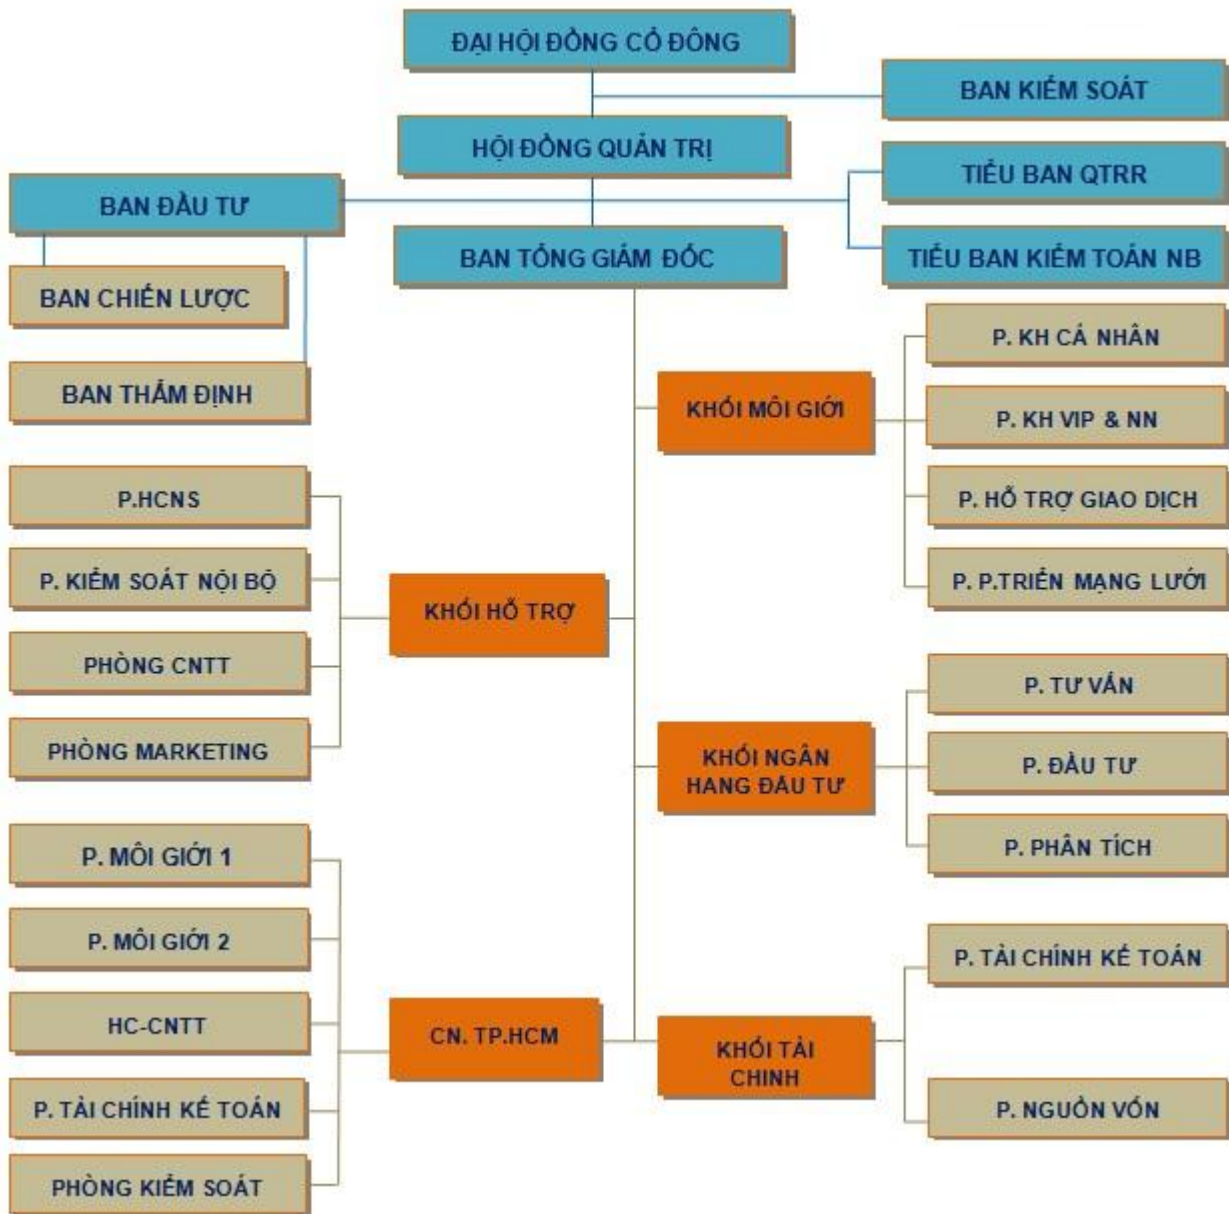 ĐẠI HỘI ĐỒNG CỔ ĐÔNG
BAN KIỂM SOÁT
HỘI ĐỒNG QUẢN TRỊ
TIỂU BAN QTRR
BAN ĐẦU TƯ
BAN TỔNG GIÁM ĐỐC
TIỂU BAN KIỂM TOÁN NB
BAN CHIẾN LƯỢC
BAN THẨM ĐỊNH
P. KH CÁ NHÂN
KHỐI MÔI GIỚI
P. KH VIP & NN
P. HỖ TRỢ GIAO DỊCH
P. P.TRIỂN MẠNG LƯỚI
P.HCNS
P. KIỂM SOÁT NỘI BỘ
KHỐI HỖ TRỢ
PHÒNG CNTT
PHÒNG MARKETING
P. TƯ VẤN
KHỐI NGÂN
HANG ĐẦU TƯ
P. ĐẦU TƯ
P. PHÂN TÍCH
P. MÔI GIỚI 1
P. MÔI GIỚI 2
HC-CNTT
CN. TP.HCM
P. TÀI CHÍNH KẾ TOÁN
PHÒNG KIỂM SOÁT
P. TÀI CHÍNH KẾ TOÁN
KHỐI TÀI
CHINH
P. NGUỒN VỐN